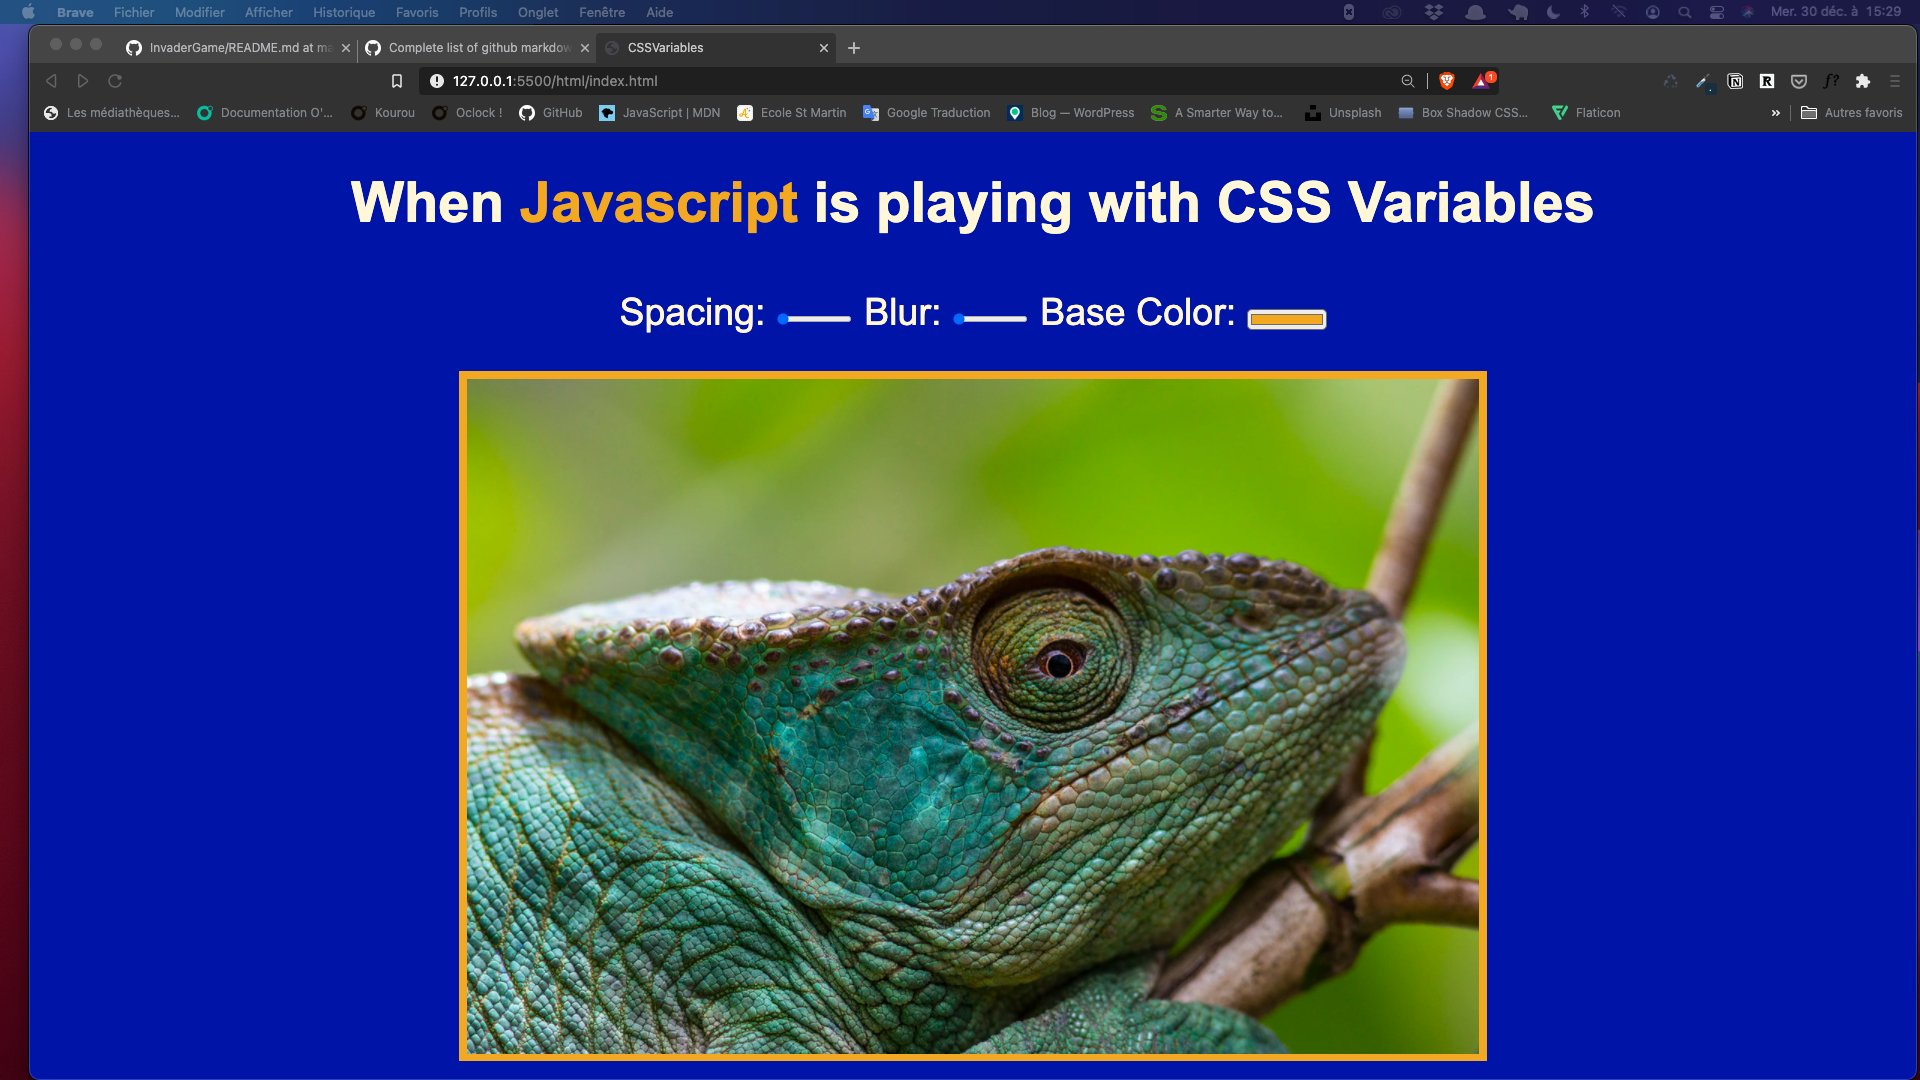 Brave Fichier Modifier Afficher Historique Favoris Profils Onglet Fenêtre Aide Mer. 30 déc. à 15:29
InvaderGame/README.md at ma Complete list of github markdow CSSVariables
127.0.0.1:5500/html/index.html 1
Les médiathèques... Documentation O'... Kourou Oclock ! GitHub JavaScript | MDN Ecole St Martin Google Traduction Blog — WordPress A Smarter Way to... Unsplash Box Shadow CSS... Flaticon » Autres favoris
When Javascript is playing with CSS Variables
Spacing: Blur: Base Color: